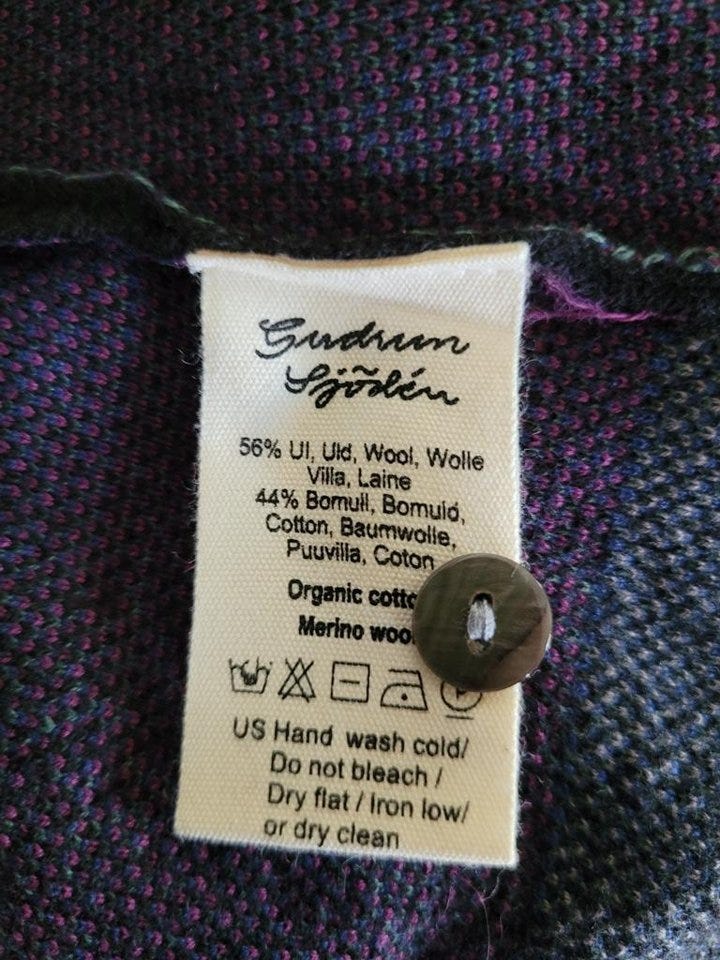 Gudrun
Sjödén
56% Ull, Uld, Wool, Wolle
Villa, Laine
44% Bomull, Bomuld,
Cotton, Baumwolle,
Puuvilla, Coton
Organic cotto
Merino woo
US Hand wash cold/
Do not bleach /
Dry flat / Iron low/
or dry clean